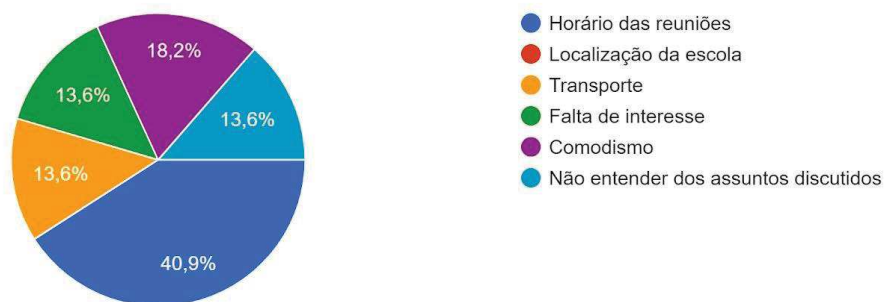 18,2%
13,6%
13,6%
13,6%
40,9%
Horário das reuniões
Localização da escola
Transporte
Falta de interesse
Comodismo
Não entender dos assuntos discutidos